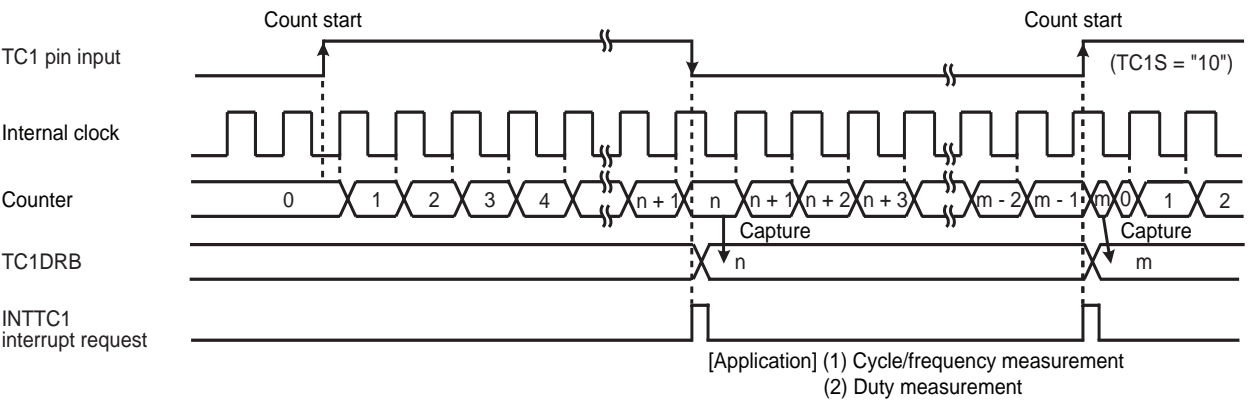 Count start Count start
TC1 pin input
(TC1S = "10")
Internal clock
Counter 0 1 2 3 4 n + 1 n n + 1 n + 2 n + 3 m - 2 m - 1 m 0 1 2
Capture Capture
TC1DRB n m
INTTC1
interrupt request
[Application] (1) Cycle/frequency measurement
(2) Duty measurement